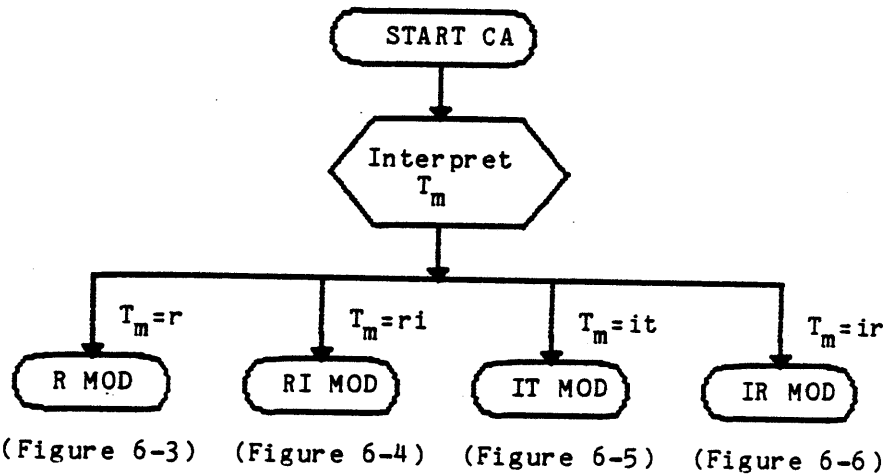 START CA
Interpret
T_m
T_m=r
T_m=ri
T_m=it
T_m=ir
R MOD
RI MOD
IT MOD
IR MOD
(Figure 6-3)
(Figure 6-4)
(Figure 6-5)
(Figure 6-6)